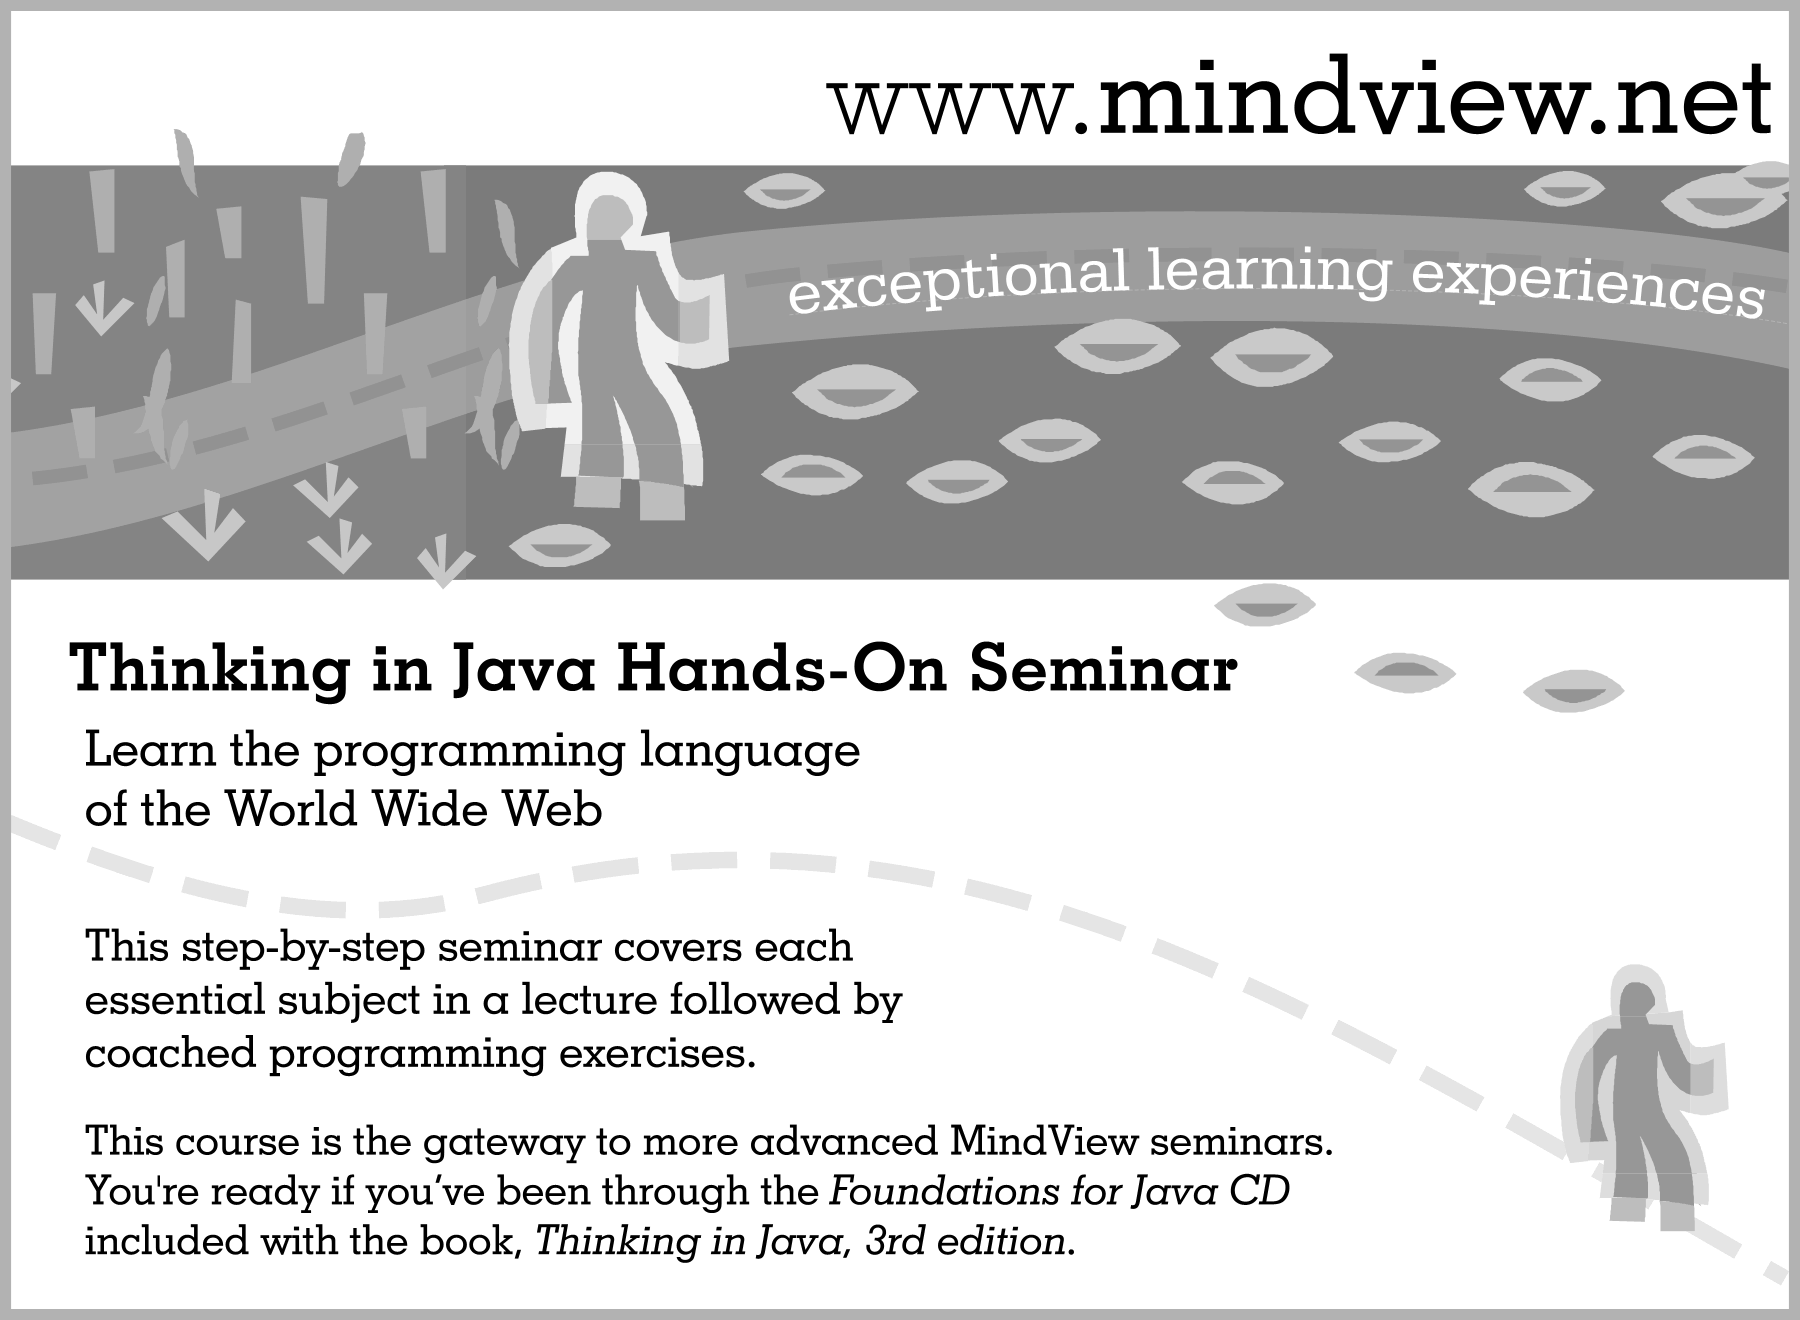 www.mindview.net
exceptional learning experiences
Thinking in Java Hands-On Seminar
Learn the programming language
of the World Wide Web
This step-by-step seminar covers each
essential subject in a lecture followed by
coached programming exercises.
This course is the gateway to more advanced MindView seminars.
You're ready if you’ve been through the Foundations for Java CD
included with the book, Thinking in Java, 3rd edition.